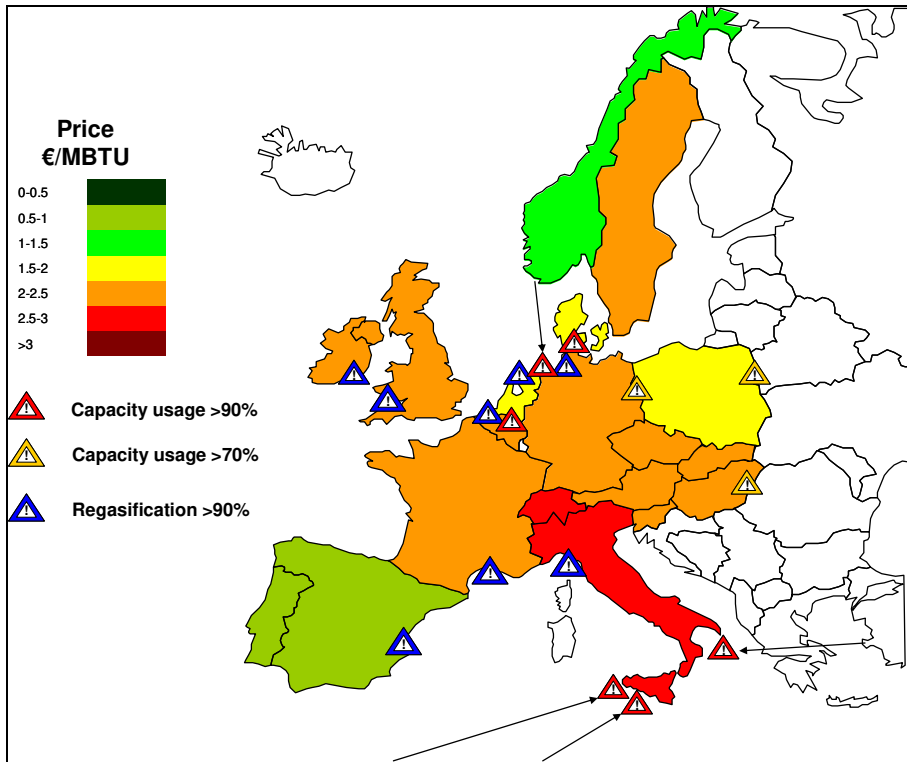 Price
€/MBTU
0-0.5
0.5-1
1-1.5
1.5-2
2-2.5
2.5-3
>3
Capacity usage >90%
Capacity usage >70%
Regasification >90%